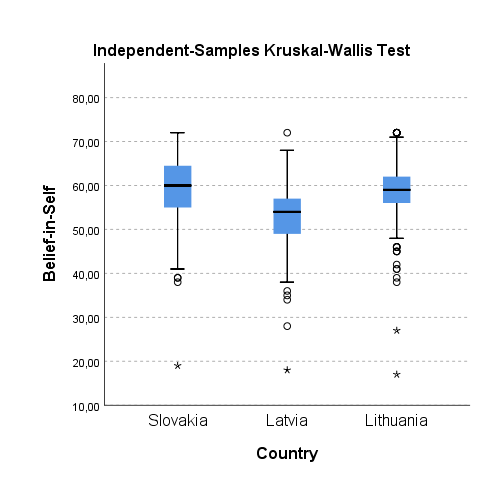 Independent-Samples Kruskal-Wallis Test
80,00
70,00
60,00
50,00
40,00
30,00
20,00
10,00
Belief-in-Self
Slovakia Latvia Lithuania
Country